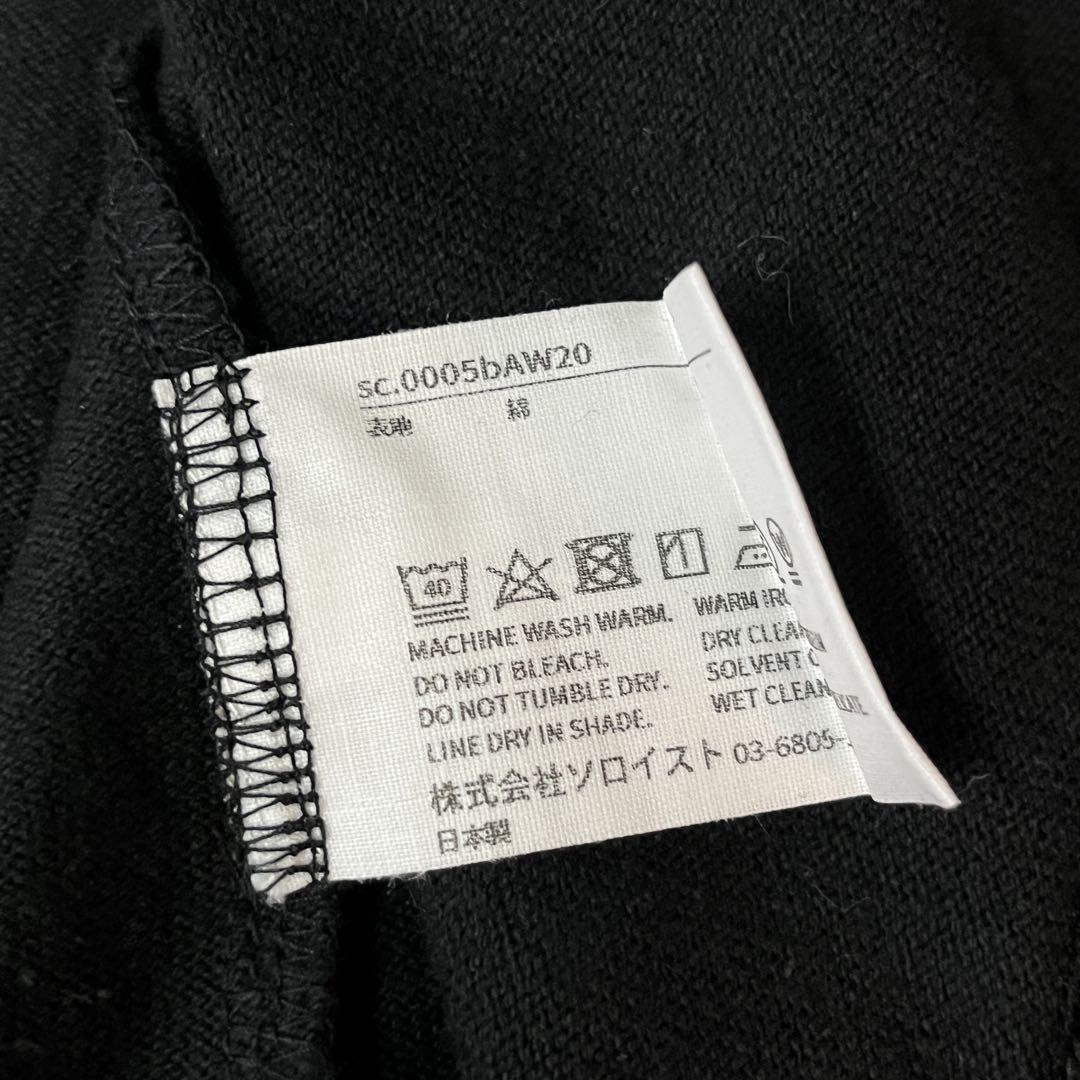 sc.0005bAW20
表地 綿
40
MACHINE WASH WARM. WARM
DO NOT BLEACH. DRY
DO NOT TUMBLE DRY. SOLVENT
LINE DRY IN SHADE. WET CLEAN
株式会社ソロイスト 03-6805-
日本製